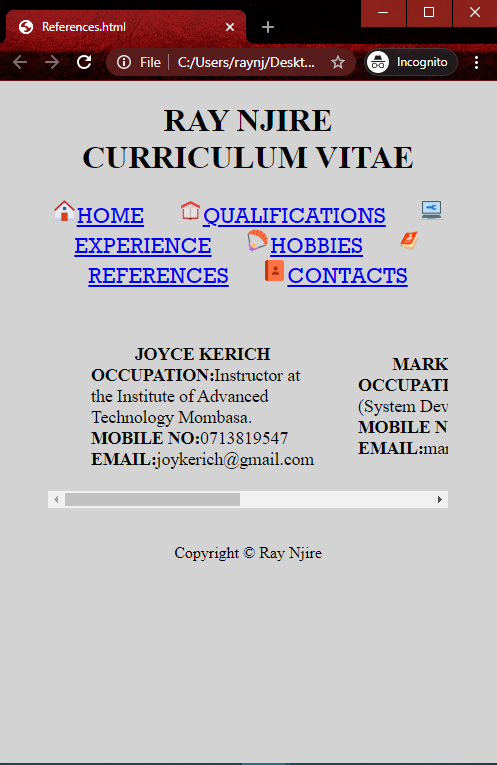 References.html
File
C:/Users/raynj/Deskt...
Incognito
RAY NJIRE
CURRICULUM VITAE
HOME QUALIFICATIONS
EXPERIENCE HOBBIES
REFERENCES CONTACTS
JOYCE KERICH
OCCUPATION:Instructor at
the Institute of Advanced
Technology Mombasa.
MOBILE NO:0713819547
EMAIL:joykerich@gmail.com
MARK
OCCUPATI
(System Dev
MOBILE N
EMAIL:mar
Copyright © Ray Njire